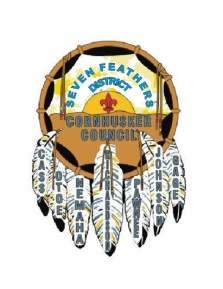 SEVEN FEATHERS
DISTRICT
CORNHUSKER
COUNCIL
CASS
OTOE
NEMAHA
RICHARDSON
PAWNEE
JOHNSON
GAGE